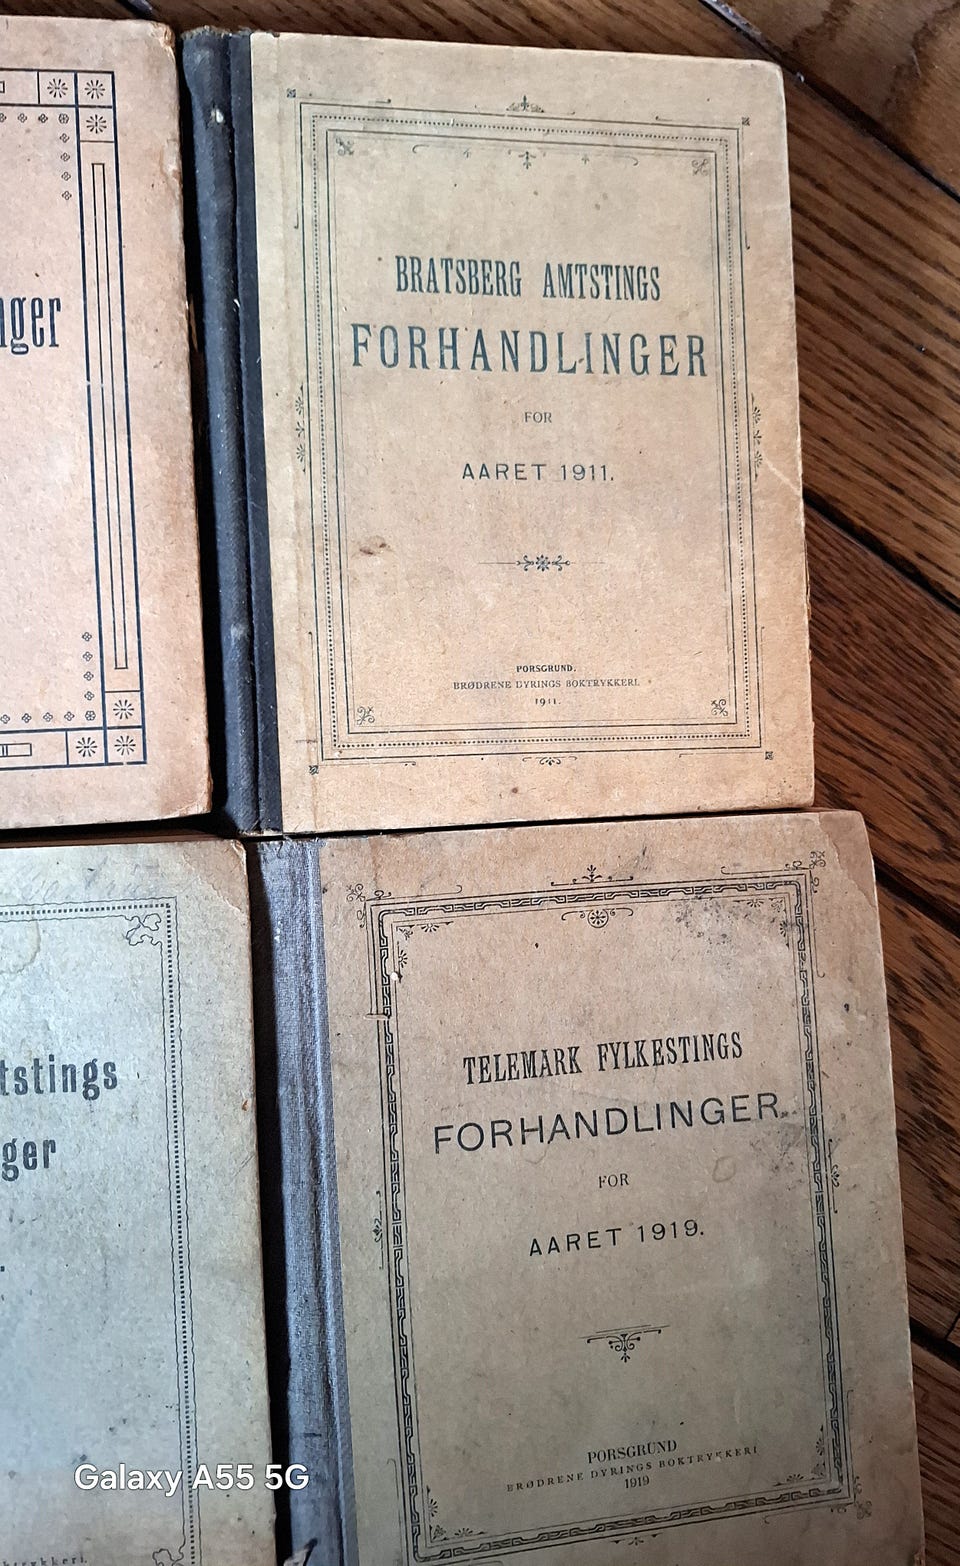 nger
BRATSBERG AMTSTINGS
FORHANDLINGER
FOR
AARET 1911.
PORSGRUND.
BRØDRENE DYRINGS BOKTRYKKERI.
1911.
tstings
ger
TELEMARK FYLKESTINGS
FORHANDLINGER
FOR
AARET 1919.
PORSGRUND
BRØDRENE DYRINGS BOKTRYKKERI
1919
Galaxy A55 5G